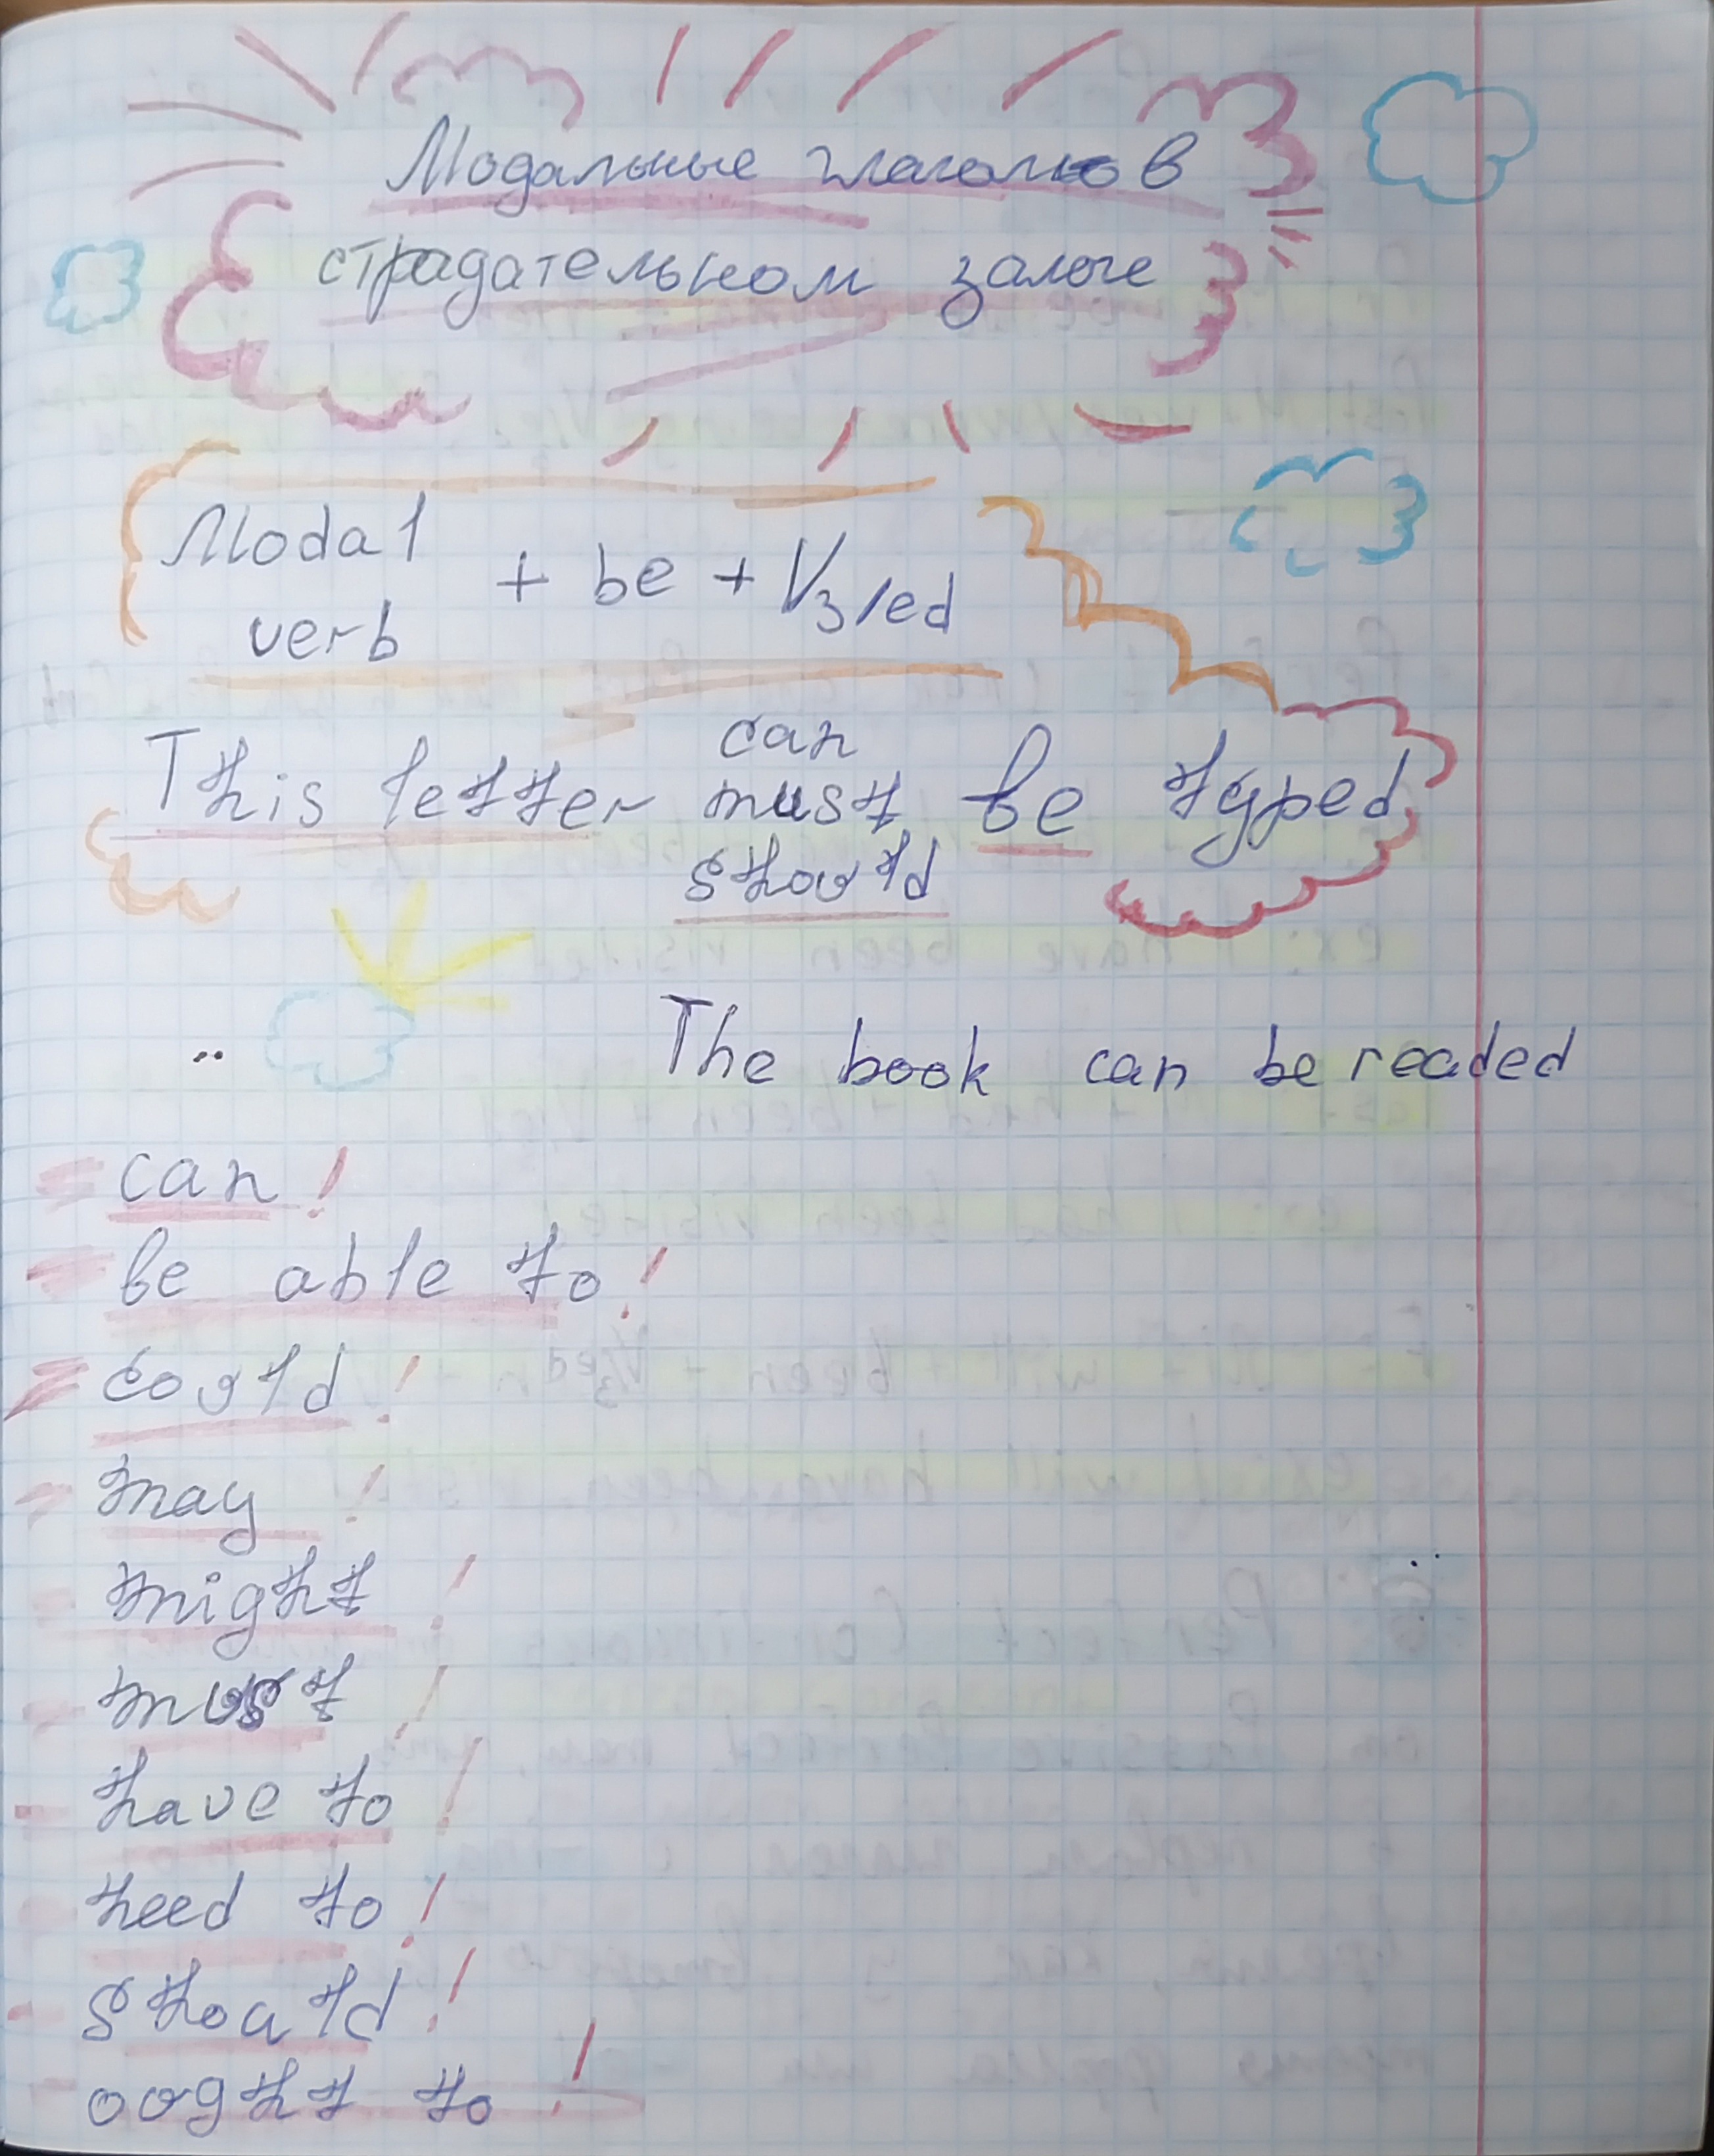 Модальные глаголы в
страдательном залоге
Modal
verb + be + V3/ed
can
This letter must be typed
should
The book can be readed
can!
be able to!
could!
may!
might!
must!
have to!
need to!
should!
ought to!